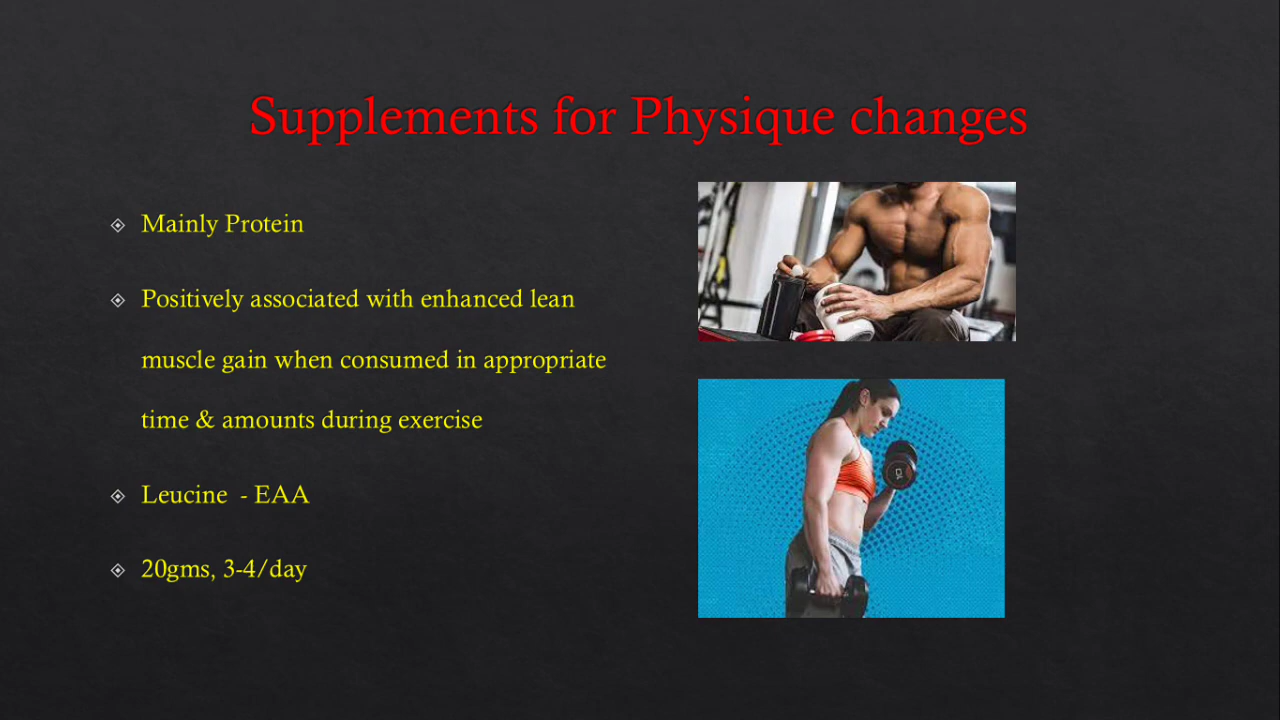 Supplements for Physique changes
Mainly Protein
Positively associated with enhanced lean
muscle gain when consumed in appropriate
time & amounts during exercise
Leucine  - EAA
20gms, 3-4/day